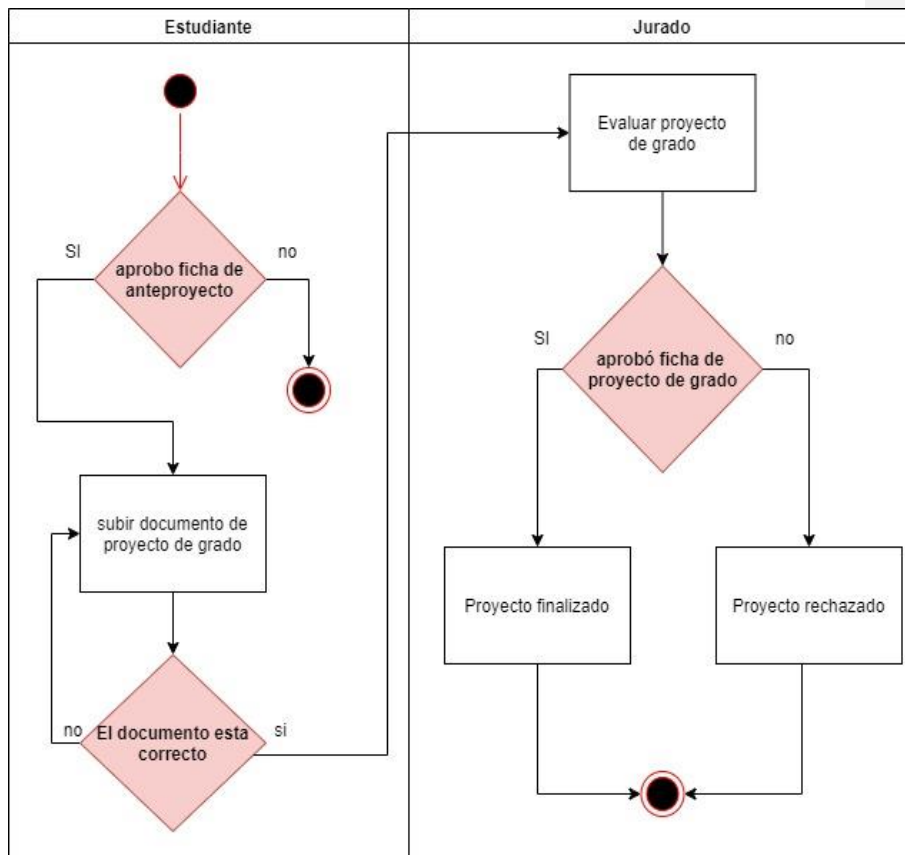 Estudiante
Jurado
SI
aprobo ficha de
anteproyecto
no
subir documento de
proyecto de grado
no
El documento esta
correcto
si
Evaluar proyecto
de grado
SI
aprobó ficha de
proyecto de grado
no
Proyecto finalizado
Proyecto rechazado